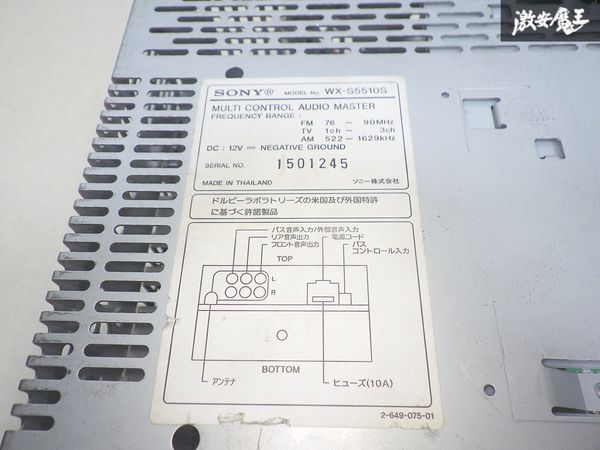 激安魔王
SONY® MODEL No. WX-S5510S
MULTI CONTROL AUDIO MASTER
FREQUENCY RANGE :
FM 76 ~ 90MHz
TV 1ch ~ 3ch
AM 522 ~ 1629kHz
DC : 12V ⎓ NEGATIVE GROUND
SERIAL NO. 1501245
MADE IN THAILAND ソニー株式会社
ドルビーラボラトリーズの米国及び外国特許
に基づく許諾製品
バス音声入力/外部音声入力
リア音声出力 電源コード
フロント音声出力 バス
コントロール入力
TOP
L
R
BOTTOM
アンテナ ヒューズ(10A)
2-649-075-01